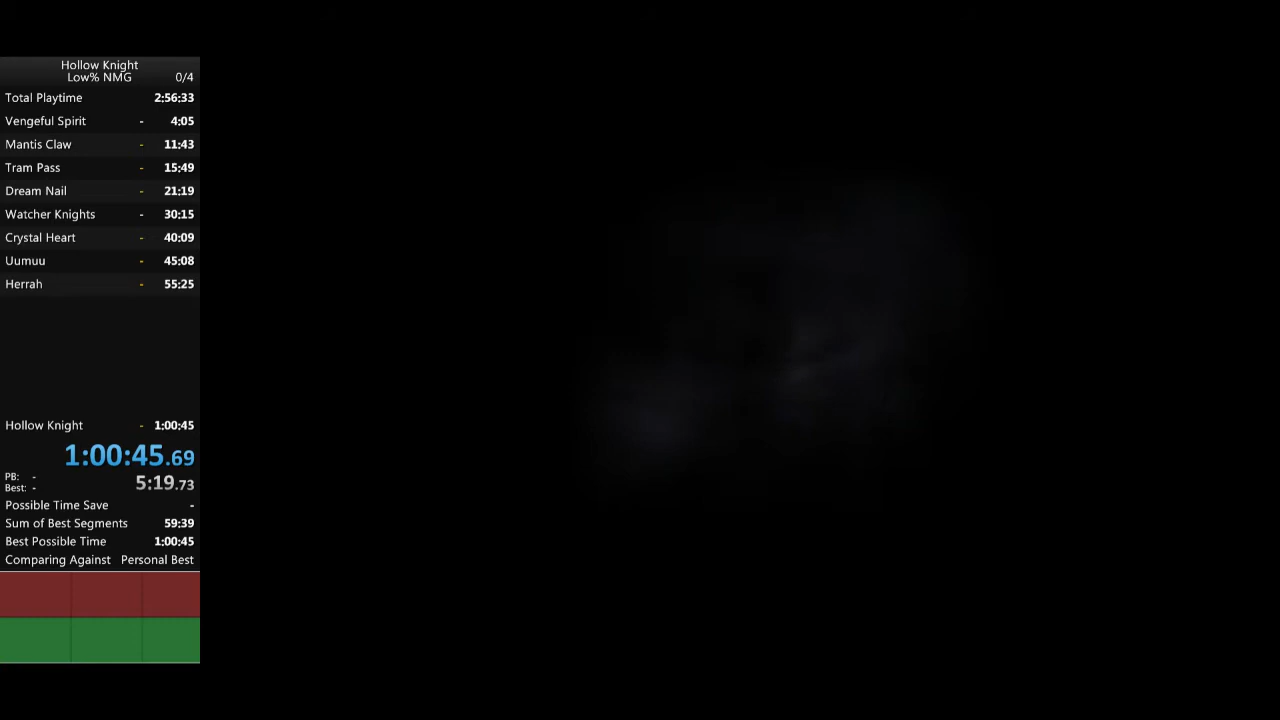 Hollow Knight
Low% NMG 0/4
Total Playtime 2:56:33
Vengeful Spirit - 4:05
Mantis Claw - 11:43
Tram Pass - 15:49
Dream Nail - 21:19
Watcher Knights - 30:15
Crystal Heart - 40:09
Uumuu - 45:08
Herrah - 55:25
Hollow Knight - 1:00:45
1:00:45.69
PB: - 5:19.73
Best: -
Possible Time Save -
Sum of Best Segments 59:39
Best Possible Time 1:00:45
Comparing Against Personal Best